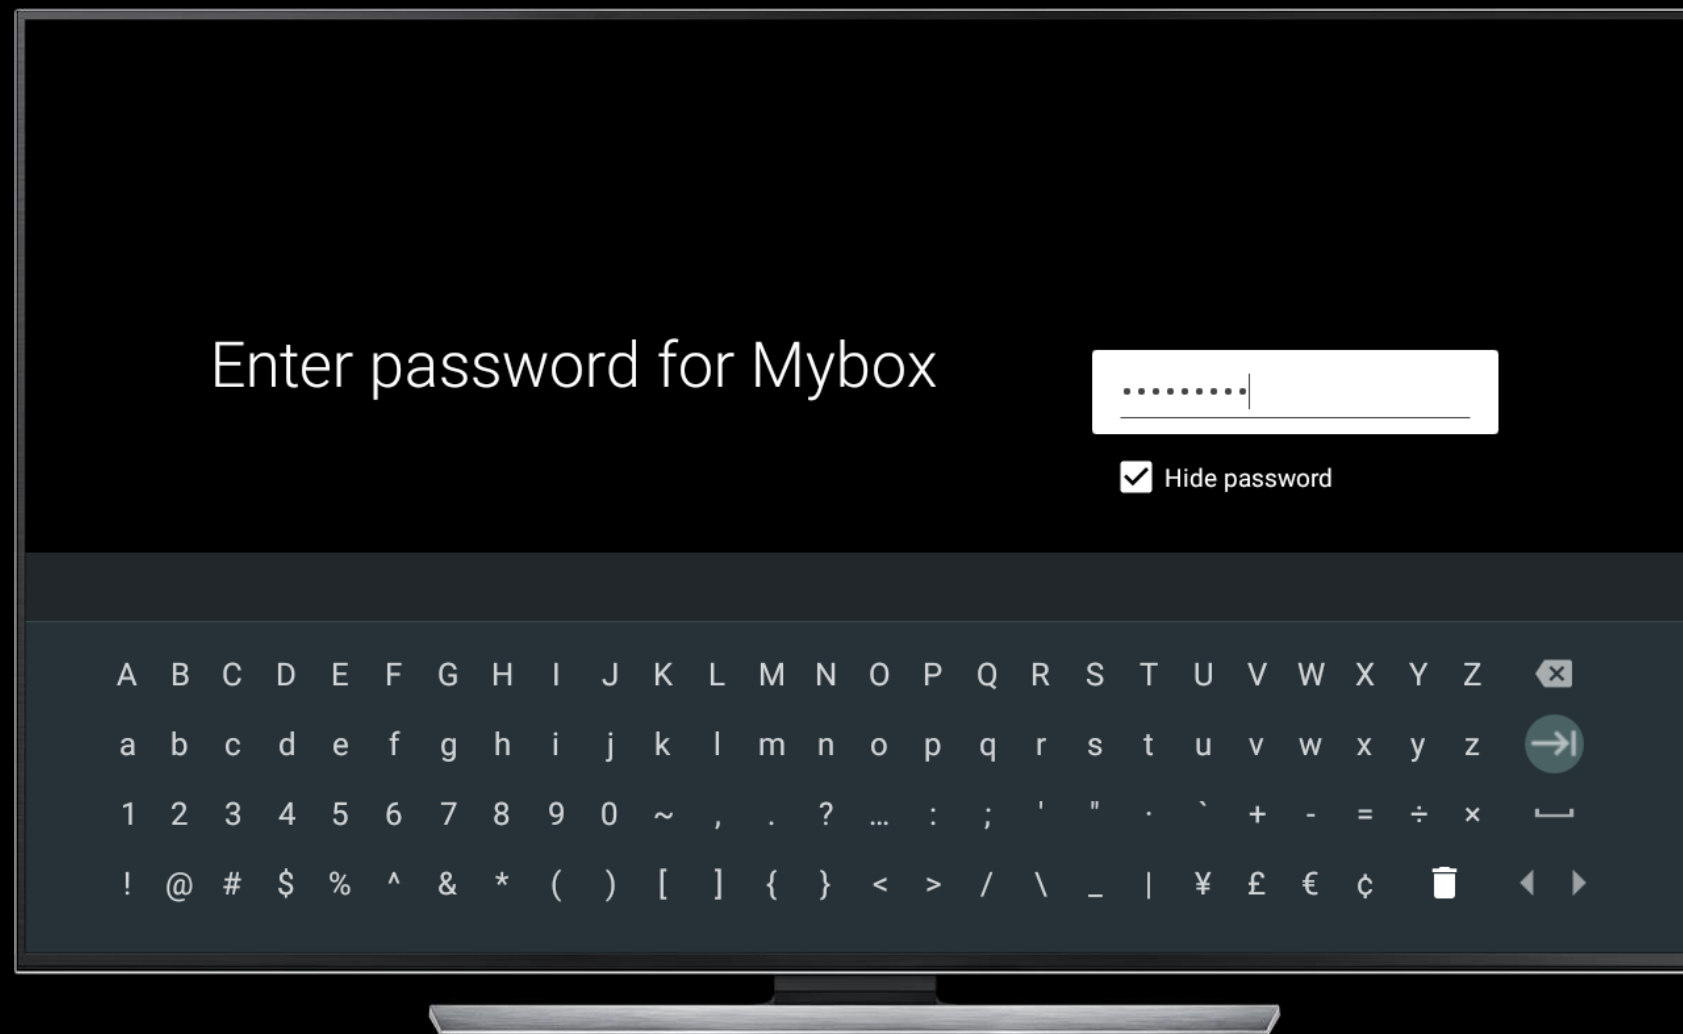 Enter password for Mybox
•••••••••
Hide password
A B C D E F G H I J K L M N O P Q R S T U V W X Y Z
a b c d e f g h i j k l m n o p q r s t u v w x y z
1 2 3 4 5 6 7 8 9 0 ~ , . ? … : ; ' " · ` + - = ÷ ×
! @ # $ % ^ & * ( ) [ ] { } < > / \ _ | ¥ £ € ¢